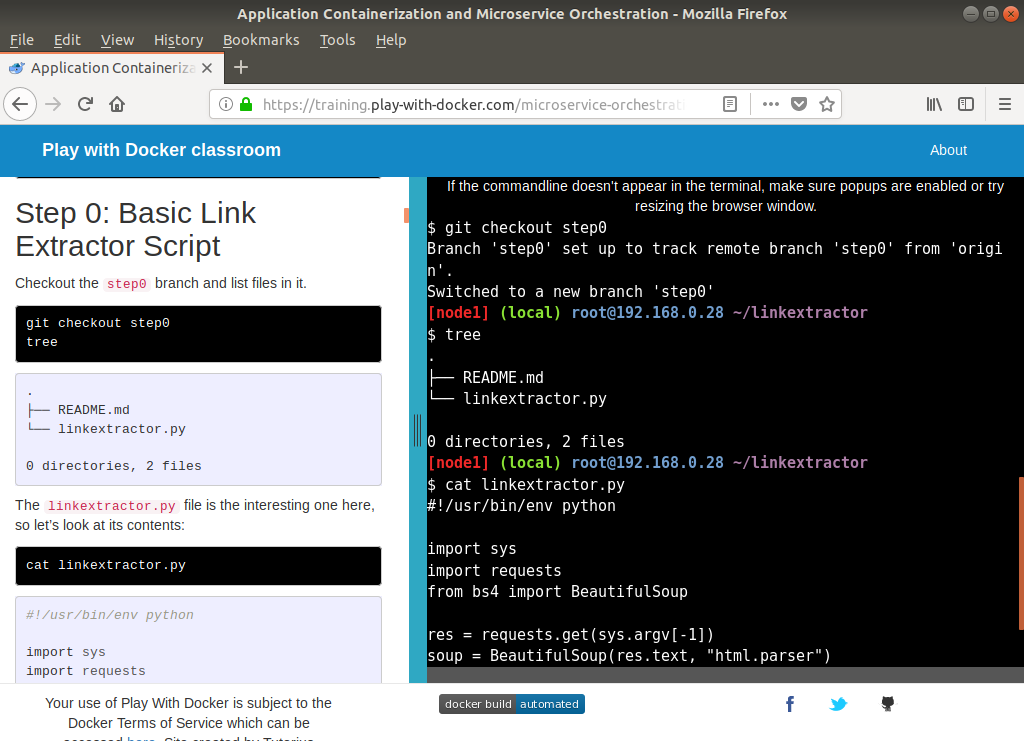 Application Containerization and Microservice Orchestration - Mozilla Firefox
File Edit View History Bookmarks Tools Help
Application Containeriza
https://training.play-with-docker.com/microservice-orchestrati
Play with Docker classroom
About
Step 0: Basic Link
Extractor Script
Checkout the step0 branch and list files in it.
git checkout step0
tree
.
├── README.md
└── linkextractor.py
0 directories, 2 files
The linkextractor.py file is the interesting one here,
so let's look at its contents:
cat linkextractor.py
#!/usr/bin/env python
import sys
import requests
If the commandline doesn't appear in the terminal, make sure popups are enabled or try
resizing the browser window.
$ git checkout step0
Branch 'step0' set up to track remote branch 'step0' from 'origi
n'.
Switched to a new branch 'step0'
[node1] (local) root@192.168.0.28 ~/linkextractor
$ tree
.
├── README.md
└── linkextractor.py
0 directories, 2 files
[node1] (local) root@192.168.0.28 ~/linkextractor
$ cat linkextractor.py
#!/usr/bin/env python
import sys
import requests
from bs4 import BeautifulSoup
res = requests.get(sys.argv[-1])
soup = BeautifulSoup(res.text, "html.parser")
Your use of Play With Docker is subject to the
Docker Terms of Service which can be
accessed here. Site created by Tutorius
docker build automated